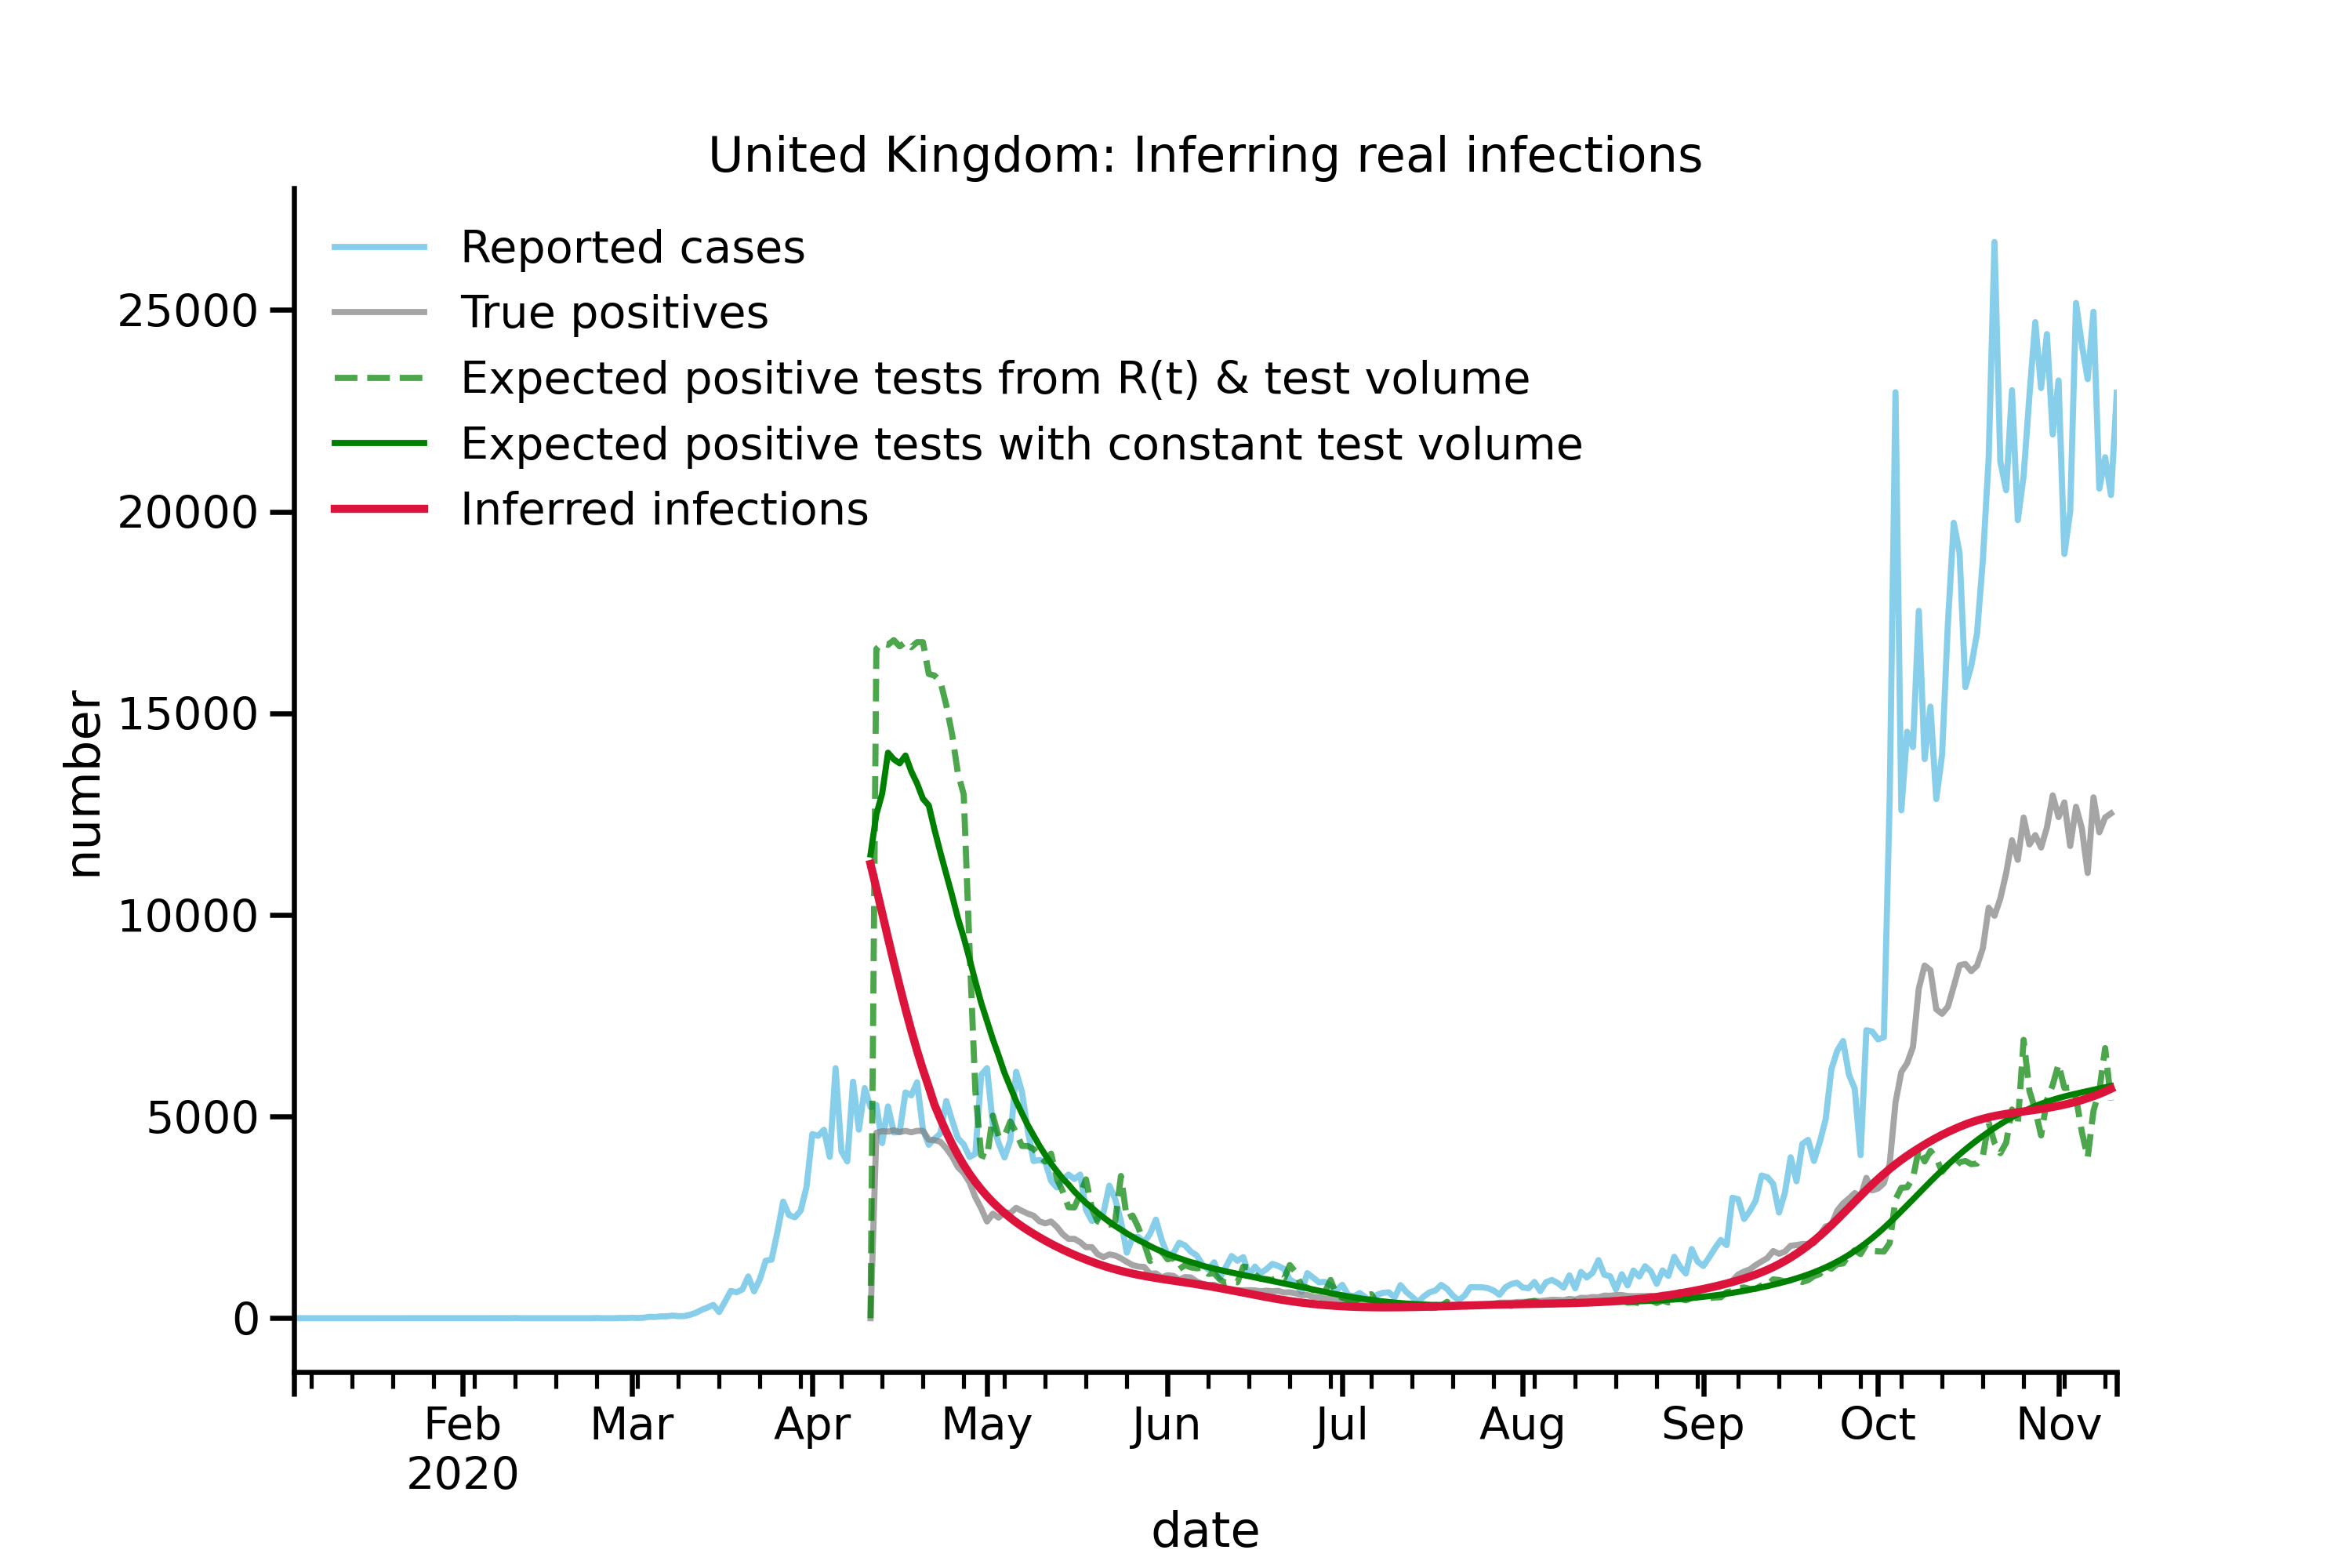 United Kingdom: Inferring real infections
Reported cases
True positives
Expected positive tests from R(t) & test volume
Expected positive tests with constant test volume
Inferred infections
25000
20000
15000
10000
5000
0
number
Feb Mar Apr May Jun Jul Aug Sep Oct Nov
2020
date